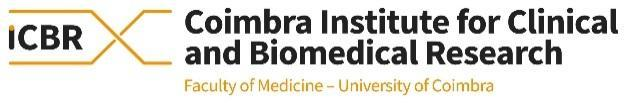 iCBR
Coimbra Institute for Clinical
and Biomedical Research
Faculty of Medicine – University of Coimbra